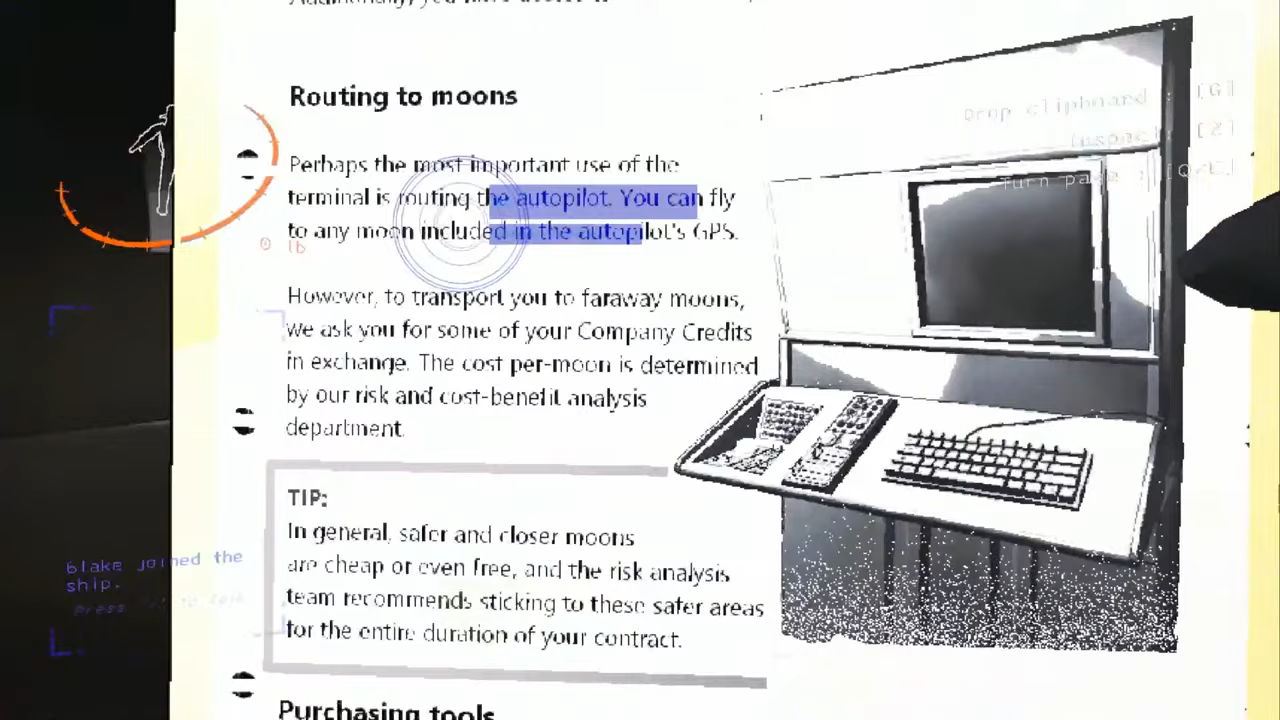 Routing to moons
Drop clipboard : [G]
Inspect: [Z]
Turn page : [Q/E]
Perhaps the most important use of the
terminal is routing the autopilot. You can fly
to any moon included in the autopilot's GPS.
0 lb
However, to transport you to faraway moons,
we ask you for some of your Company Credits
in exchange. The cost per-moon is determined
by our risk and cost-benefit analysis
department.
TIP:
In general, safer and closer moons
are cheap or even free, and the risk analysis
team recommends sticking to these safer areas
for the entire duration of your contract.
blake joined the
ship.
Purchasing tools